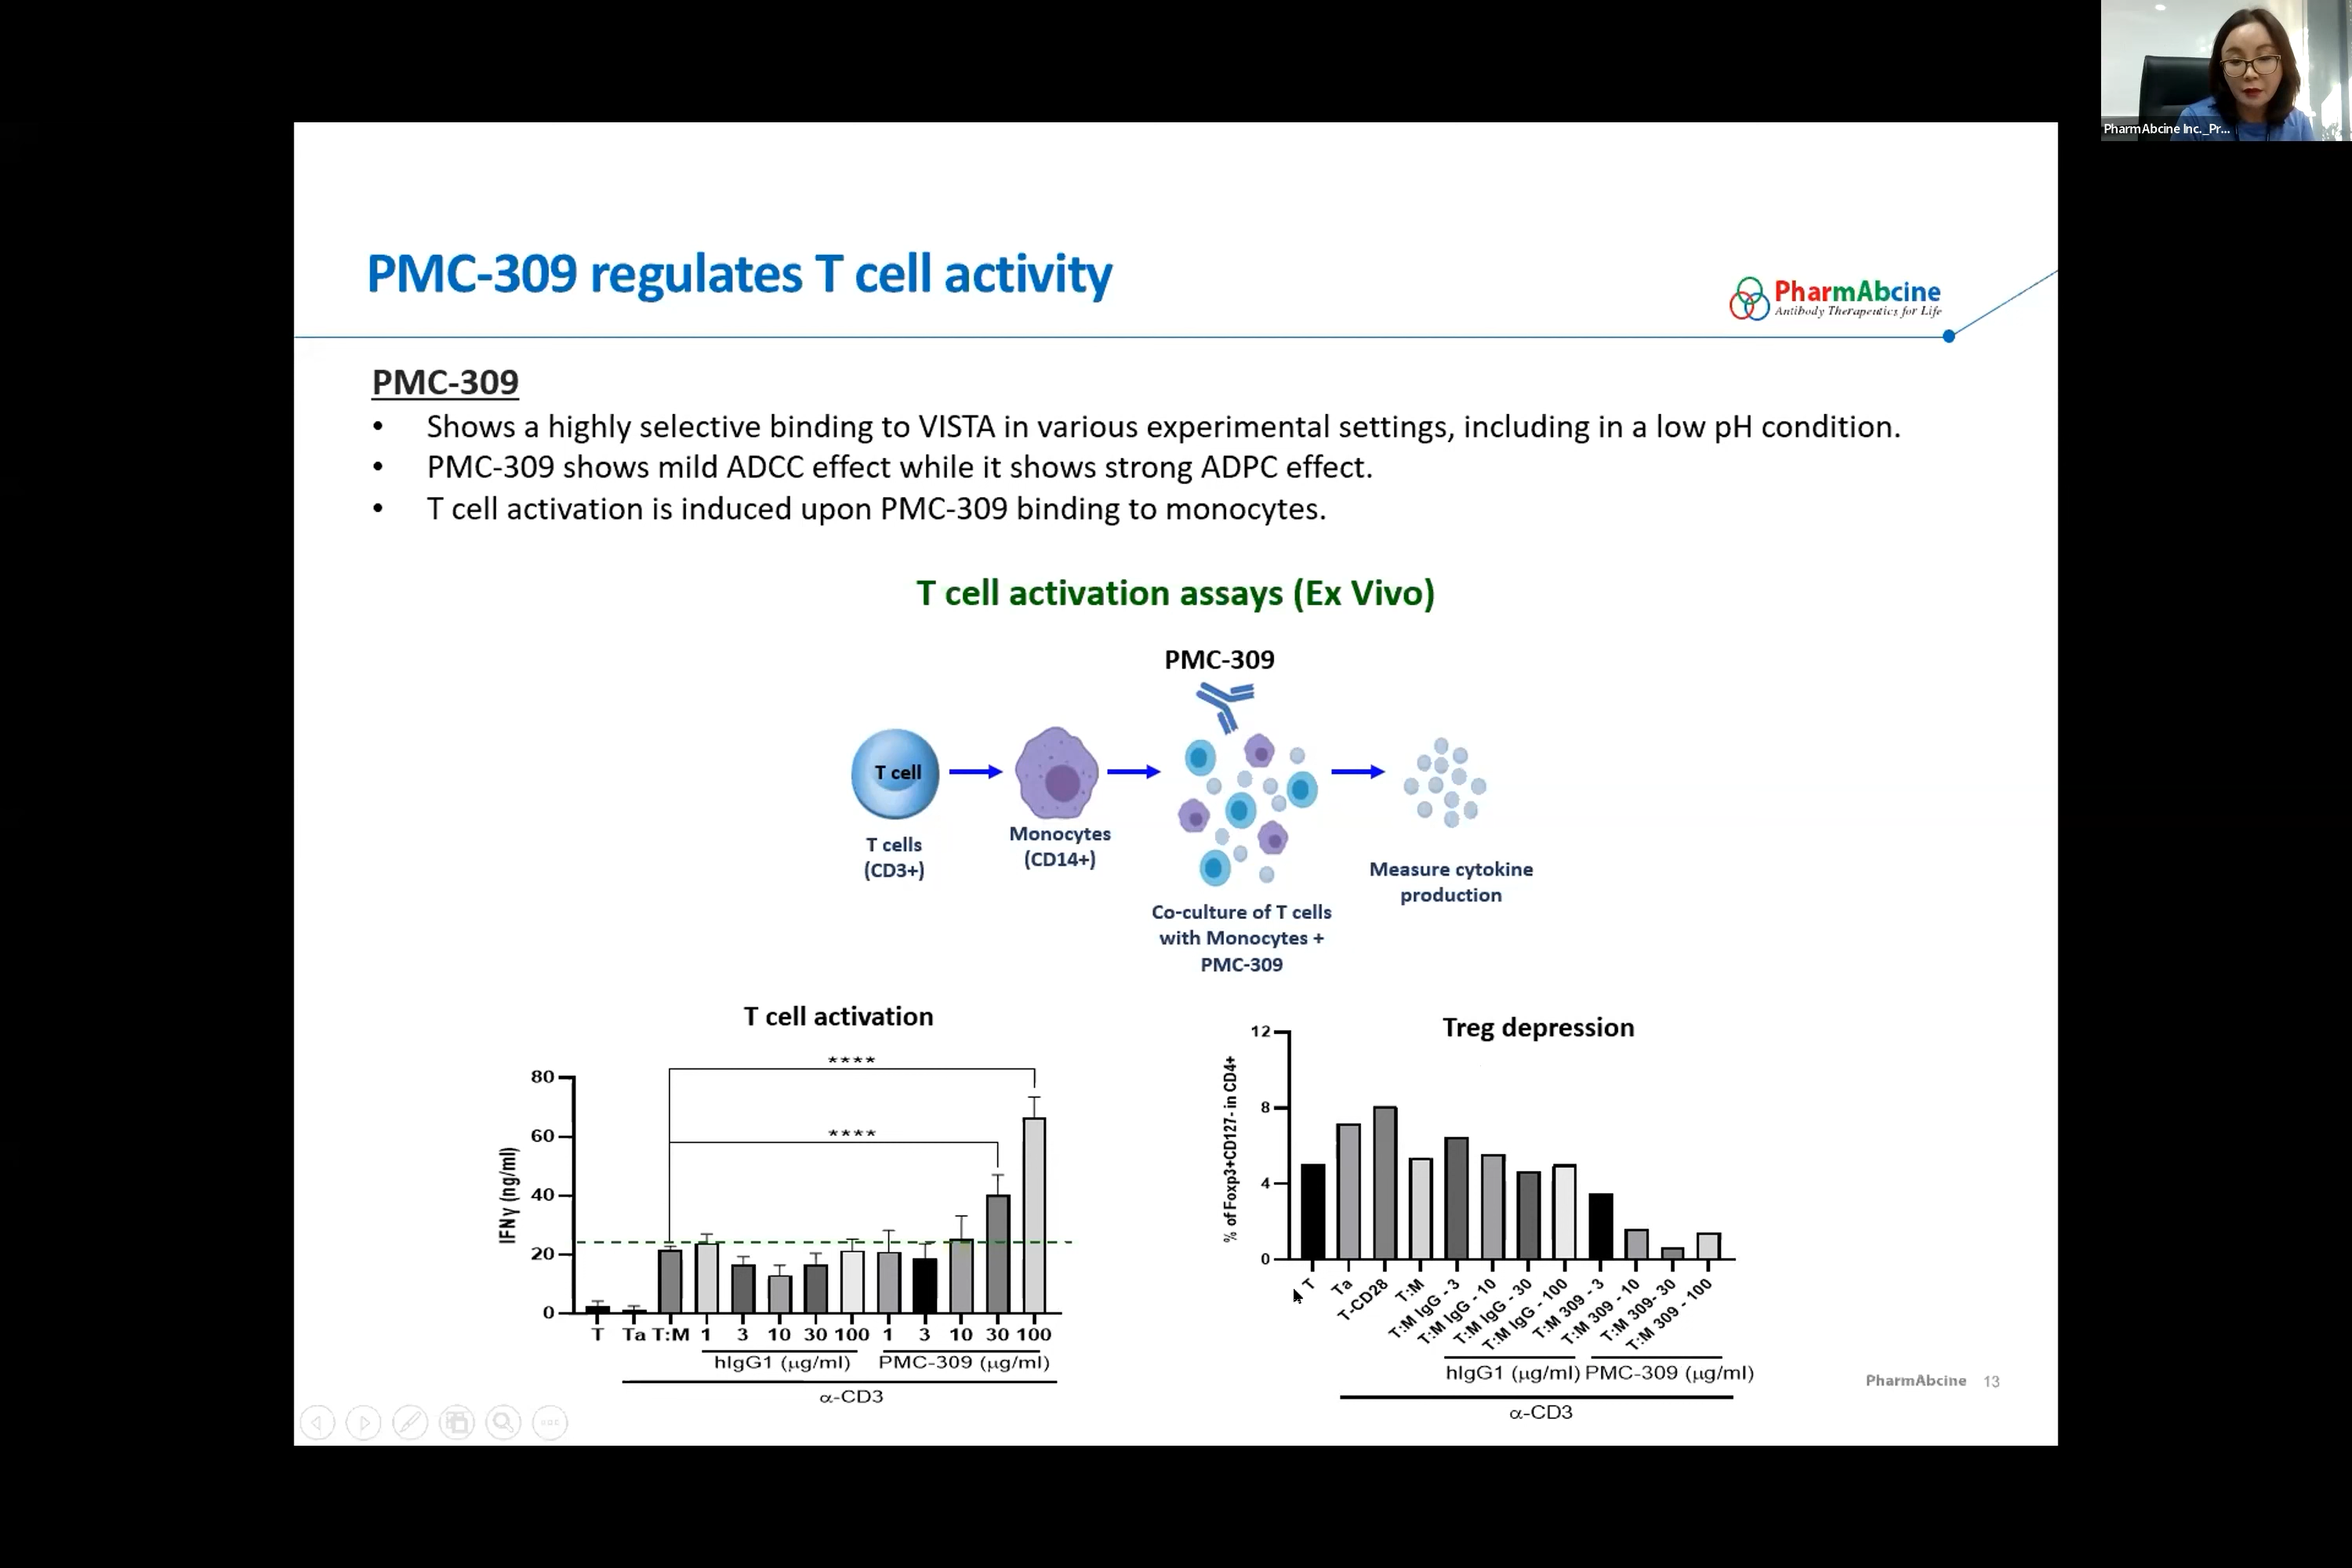 PharmAbcine Inc._Pr...
PMC-309 regulates T cell activity
PharmAbcine
Antibody Therapeutics for Life
PMC-309
• Shows a highly selective binding to VISTA in various experimental settings, including in a low pH condition.
• PMC-309 shows mild ADCC effect while it shows strong ADPC effect.
• T cell activation is induced upon PMC-309 binding to monocytes.
T cell activation assays (Ex Vivo)
PMC-309
T cell
T cells
(CD3+)
Monocytes
(CD14+)
Co-culture of T cells
with Monocytes +
PMC-309
Measure cytokine
production
T cell activation
****
****
IFNγ (ng/ml)
80
60
40
20
0
T Ta T:M 1 3 10 30 100 1 3 10 30 100
hIgG1 (µg/ml) PMC-309 (µg/ml)
α-CD3
Treg depression
% of Foxp3+CD127- in CD4+
12
8
4
0
T
Ta
T-CD28
T:M
T:M IgG - 3
T:M IgG - 10
T:M IgG - 30
T:M IgG - 100
T:M 309 - 3
T:M 309 - 10
T:M 309- 30
T:M 309 - 100
hIgG1 (µg/ml) PMC-309 (µg/ml)
α-CD3
PharmAbcine 13